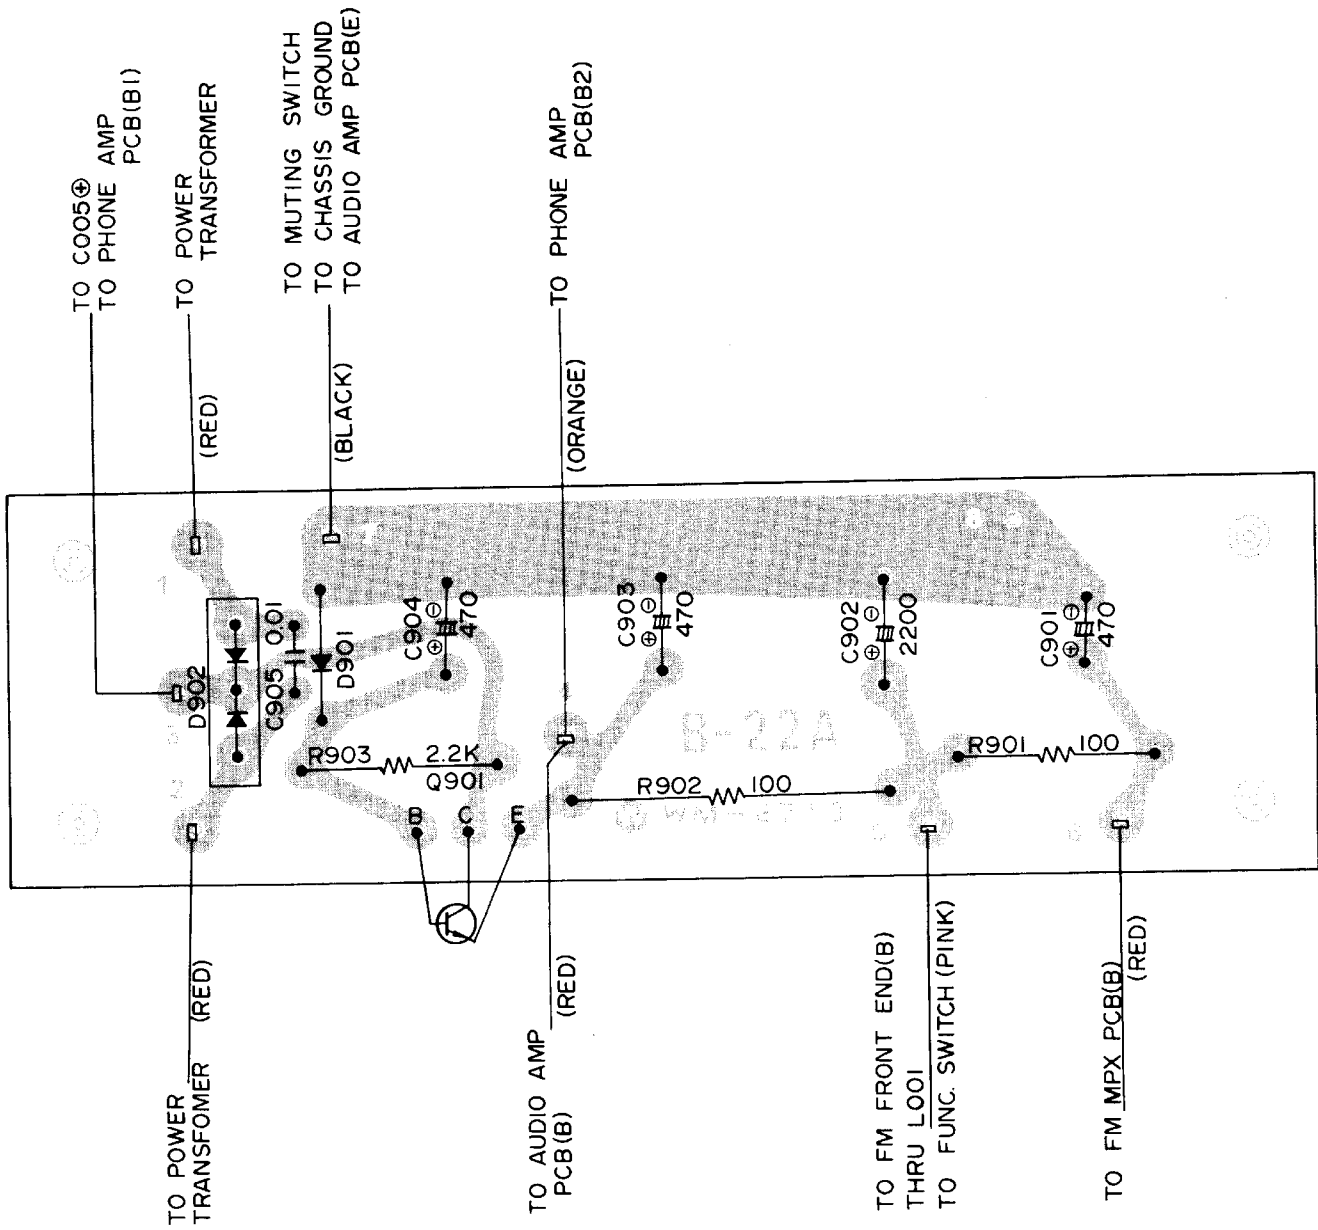 TO C005⊕
TO PHONE AMP
PCB(B1)
TO POWER
TRANSFORMER
TO MUTING SWITCH
TO CHASSIS GROUND
TO AUDIO AMP PCB(E)
TO PHONE AMP
PCB(B2)
(RED)
(BLACK)
(ORANGE)
1
D902
C905 0.01
D901
C904
⊕ ⊖
470
C903
⊕ ⊖
470
C902
⊕ ⊖
2200
C901
⊕ ⊖
470
R903 2.2K
Q901
B C E
R902 100
R901 100
B-22A
TO POWER
TRANSFOMER (RED)
TO AUDIO AMP
PCB(B)
(RED)
TO FM FRONT END(B)
THRU L001
TO FUNC. SWITCH (PINK)
TO FM MPX PCB(B)
(RED)